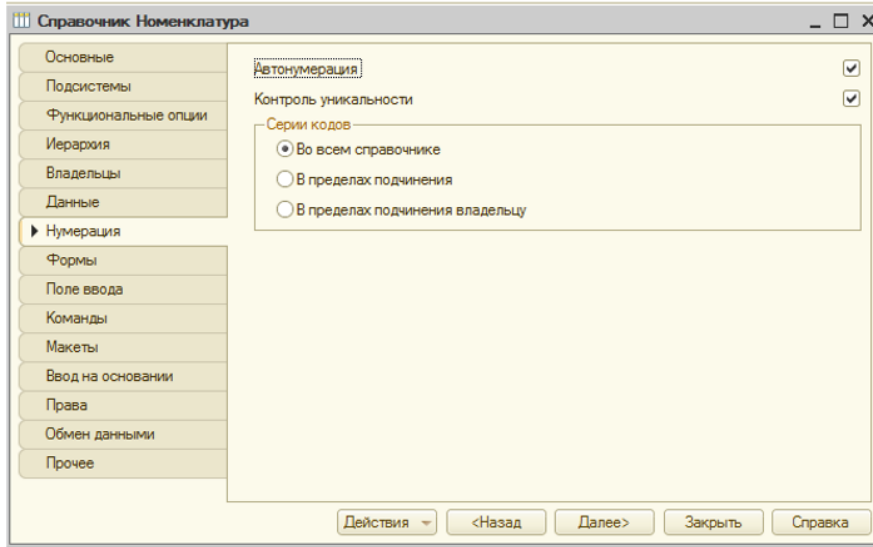 Справочник Номенклатура
Основные
Подсистемы
Функциональные опции
Иерархия
Владельцы
Данные
Нумерация
Формы
Поле ввода
Команды
Макеты
Ввод на основании
Права
Обмен данными
Прочее
Автонумерация
Контроль уникальности
Серии кодов
Во всем справочнике
В пределах подчинения
В пределах подчинения владельцу
Действия <Назад Далее> Закрыть Справка